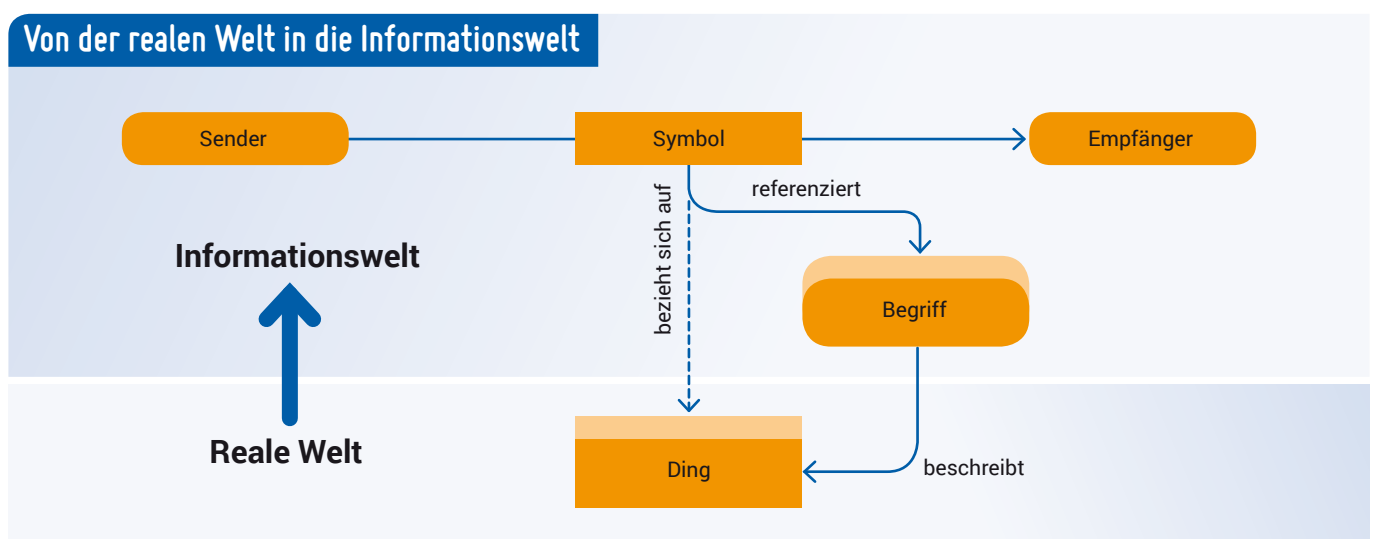 Von der realen Welt in die Informationswelt
Sender
Symbol
Empfänger
bezieht sich auf
referenziert
Informationswelt
Begriff
Reale Welt
Ding
beschreibt